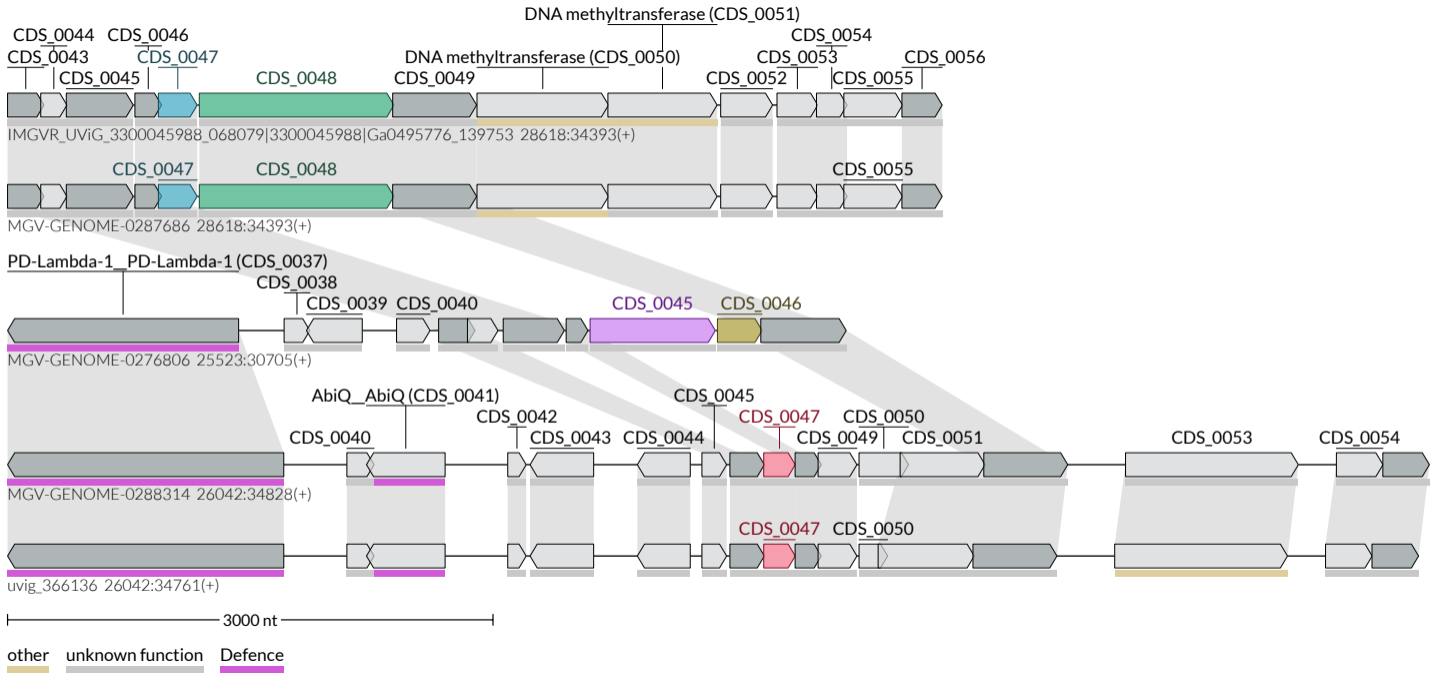 DNA methyltransferase (CDS_0051)
CDS_0044 CDS_0046 CDS_0054
CDS_0043 CDS_0047 DNA methyltransferase (CDS_0050) CDS_0053 CDS_0056
CDS_0045 CDS_0048 CDS_0049 CDS_0052 CDS_0055
IMGVR_UViG_3300045988_068079|3300045988|Ga0495776_139753 28618:34393(+)
CDS_0047 CDS_0048 CDS_0055
MGV-GENOME-0287686 28618:34393(+)
PD-Lambda-1__PD-Lambda-1 (CDS_0037)
CDS_0038
CDS_0039 CDS_0040 CDS_0045 CDS_0046
MGV-GENOME-0276806 25523:30705(+)
AbiQ__AbiQ (CDS_0041) CDS_0045
CDS_0042 CDS_0047 CDS_0050
CDS_0040 CDS_0043 CDS_0044 CDS_0049 CDS_0051 CDS_0053 CDS_0054
MGV-GENOME-0288314 26042:34828(+)
CDS_0047 CDS_0050
uvig_366136 26042:34761(+)
3000 nt
other unknown function Defence